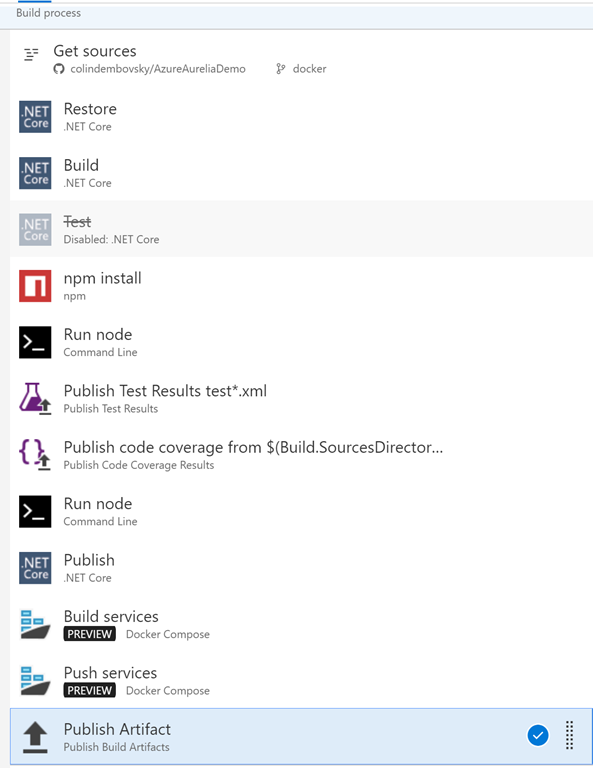 Build process
Get sources
colindembovsky/AzureAureliaDemo docker
.NET Core
Restore
.NET Core
.NET Core
Build
.NET Core
.NET Core
Test
Disabled: .NET Core
npm install
npm
Run node
Command Line
Publish Test Results test*.xml
Publish Test Results
Publish code coverage from $(Build.SourcesDirector...
Publish Code Coverage Results
Run node
Command Line
.NET Core
Publish
.NET Core
Build services
PREVIEW Docker Compose
Push services
PREVIEW Docker Compose
Publish Artifact
Publish Build Artifacts